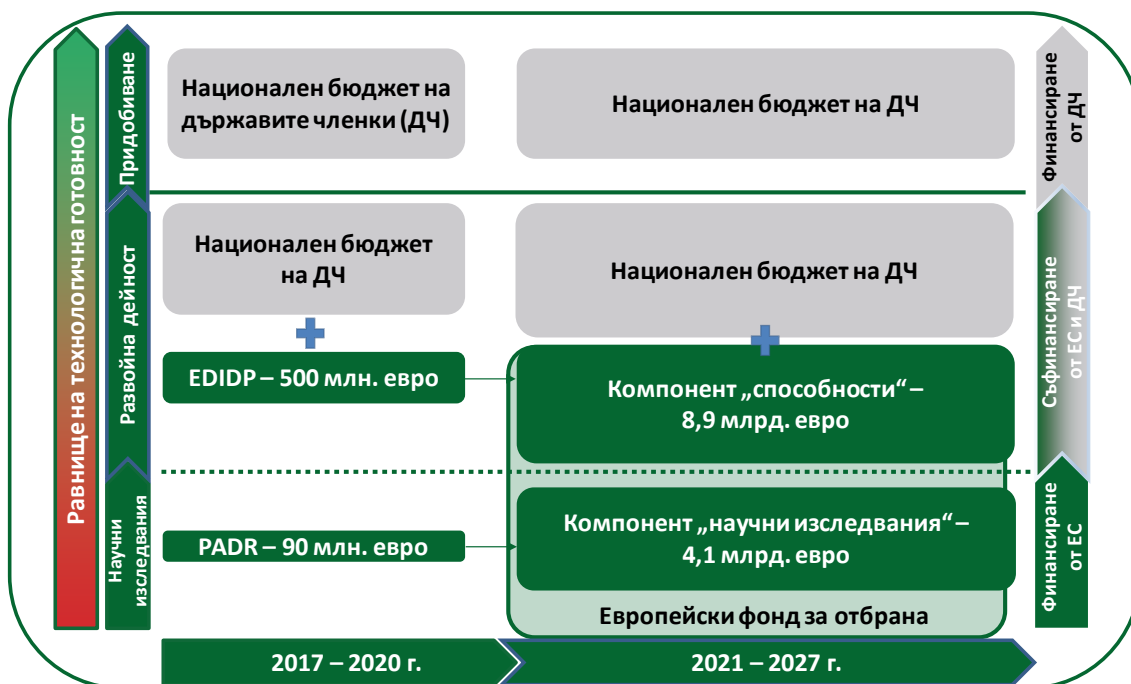 Равнище на технологична готовност
Придобиване
Развойна дейност
Научни
изследвания
Национален бюджет на
държавите членки (ДЧ)
Национален бюджет на ДЧ
Национален бюджет
на ДЧ
Национален бюджет на ДЧ
EDIDP – 500 млн. евро
Компонент „способности“ –
8,9 млрд. евро
PADR – 90 млн. евро
Компонент „научни изследвания“ –
4,1 млрд. евро
Европейски фонд за отбрана
2017 – 2020 г.
2021 – 2027 г.
Финансиране
от ДЧ
Съфинансиране
от ЕС и ДЧ
Финансиране
от ЕС